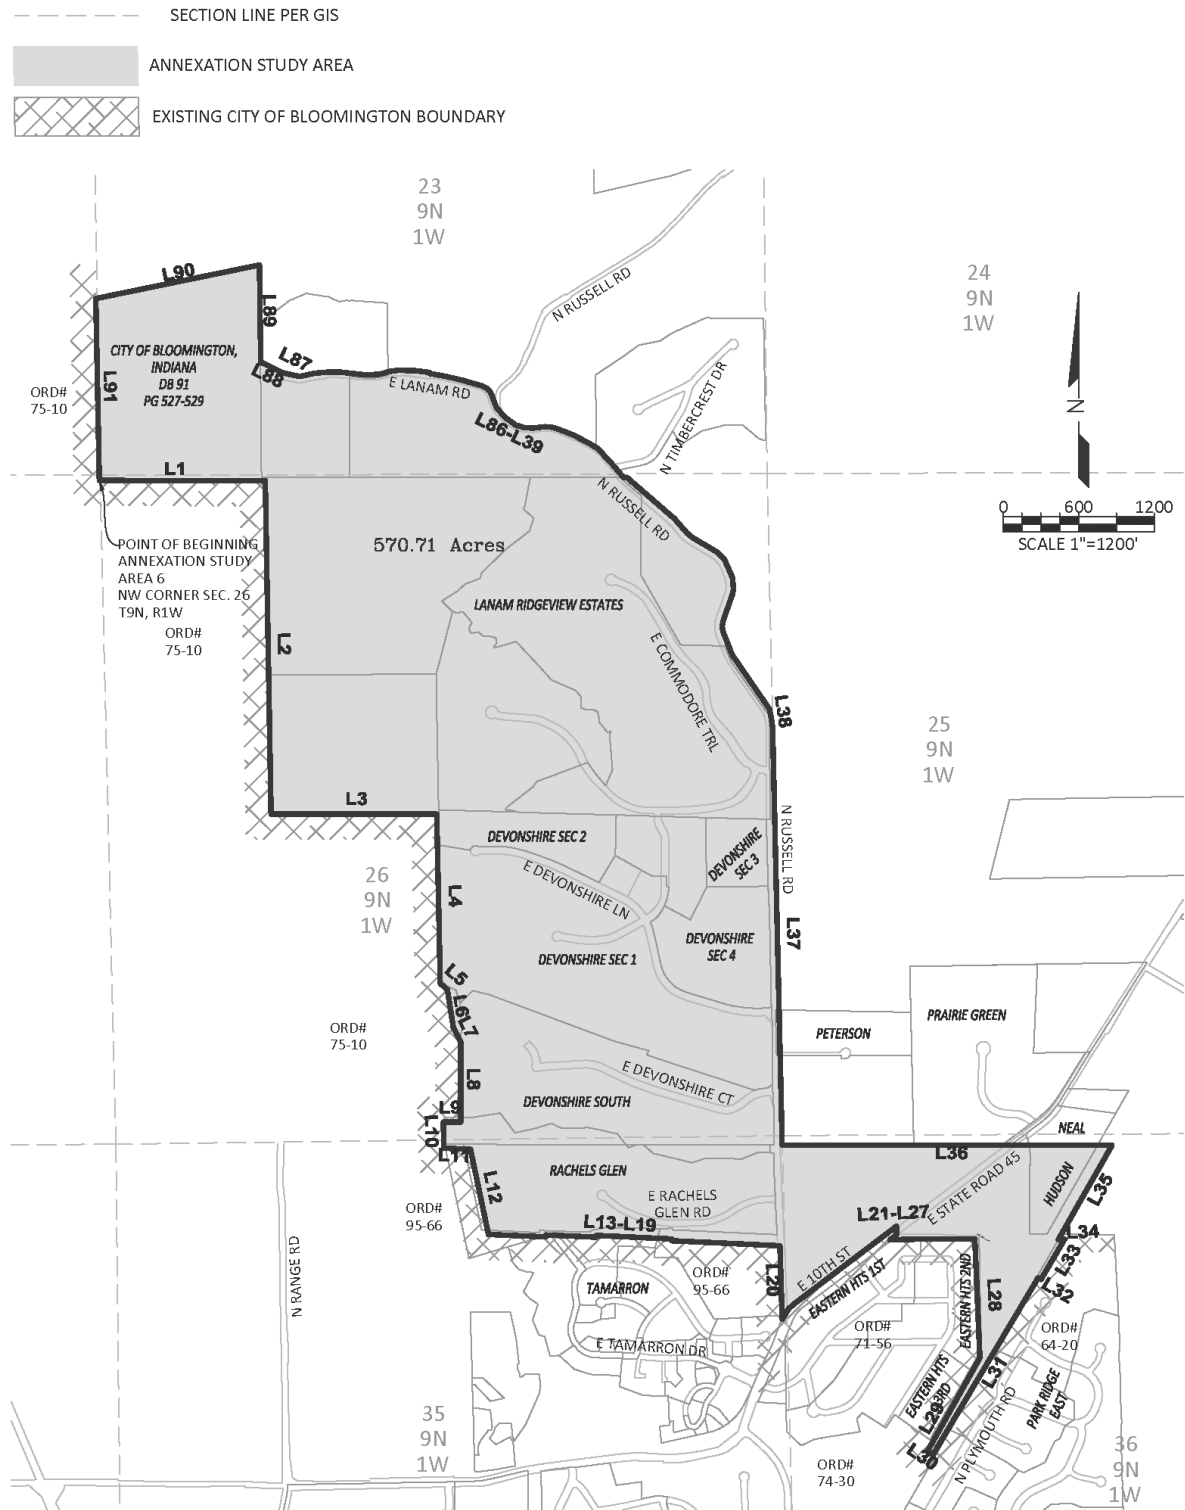 SECTION LINE PER GIS
ANNEXATION STUDY AREA
EXISTING CITY OF BLOOMINGTON BOUNDARY
23
9N
1W
24
9N
1W
N RUSSELL RD
L90
L89
CITY OF BLOOMINGTON,
INDIANA
DB 91
PG 527-529
L91
ORD#
75-10
L87
L88
E LANAM RD
L86-L39
N TIMBERCREST DR
N
0 600 1200
SCALE 1"=1200'
L1
N RUSSELL RD
POINT OF BEGINNING
ANNEXATION STUDY
AREA 6
NW CORNER SEC. 26
T9N, R1W
570.71 Acres
LANAM RIDGEVIEW ESTATES
ORD#
75-10
L2
E COMMODORE TRL
L38
25
9N
1W
L3
N RUSSELL RD
DEVONSHIRE SEC 2
DEVONSHIRE
SEC 3
26
9N
1W
L4
E DEVONSHIRE LN
L37
DEVONSHIRE
SEC 4
DEVONSHIRE SEC 1
L5
L6
L7
ORD#
75-10
PETERSON
PRAIRIE GREEN
L8
E DEVONSHIRE CT
DEVONSHIRE SOUTH
L9
L10
L11
NEAL
L36
RACHELS GLEN
L12
E RACHELS
GLEN RD
E STATE ROAD 45
HUDSON
L35
ORD#
95-66
L13-L19
L21-L27
L34
L33
L32
N RANGE RD
L20
E 10TH ST
EASTERN HTS 1ST
EASTERN HTS 2ND
L28
TAMARRON
ORD#
95-66
ORD#
71-56
ORD#
64-20
E TAMARRON DR
EASTERN HTS
3RD
L31
L29
L30
N PLYMOUTH RD
PARK RIDGE
EAST
35
9N
1W
ORD#
74-30
36
9N
1W